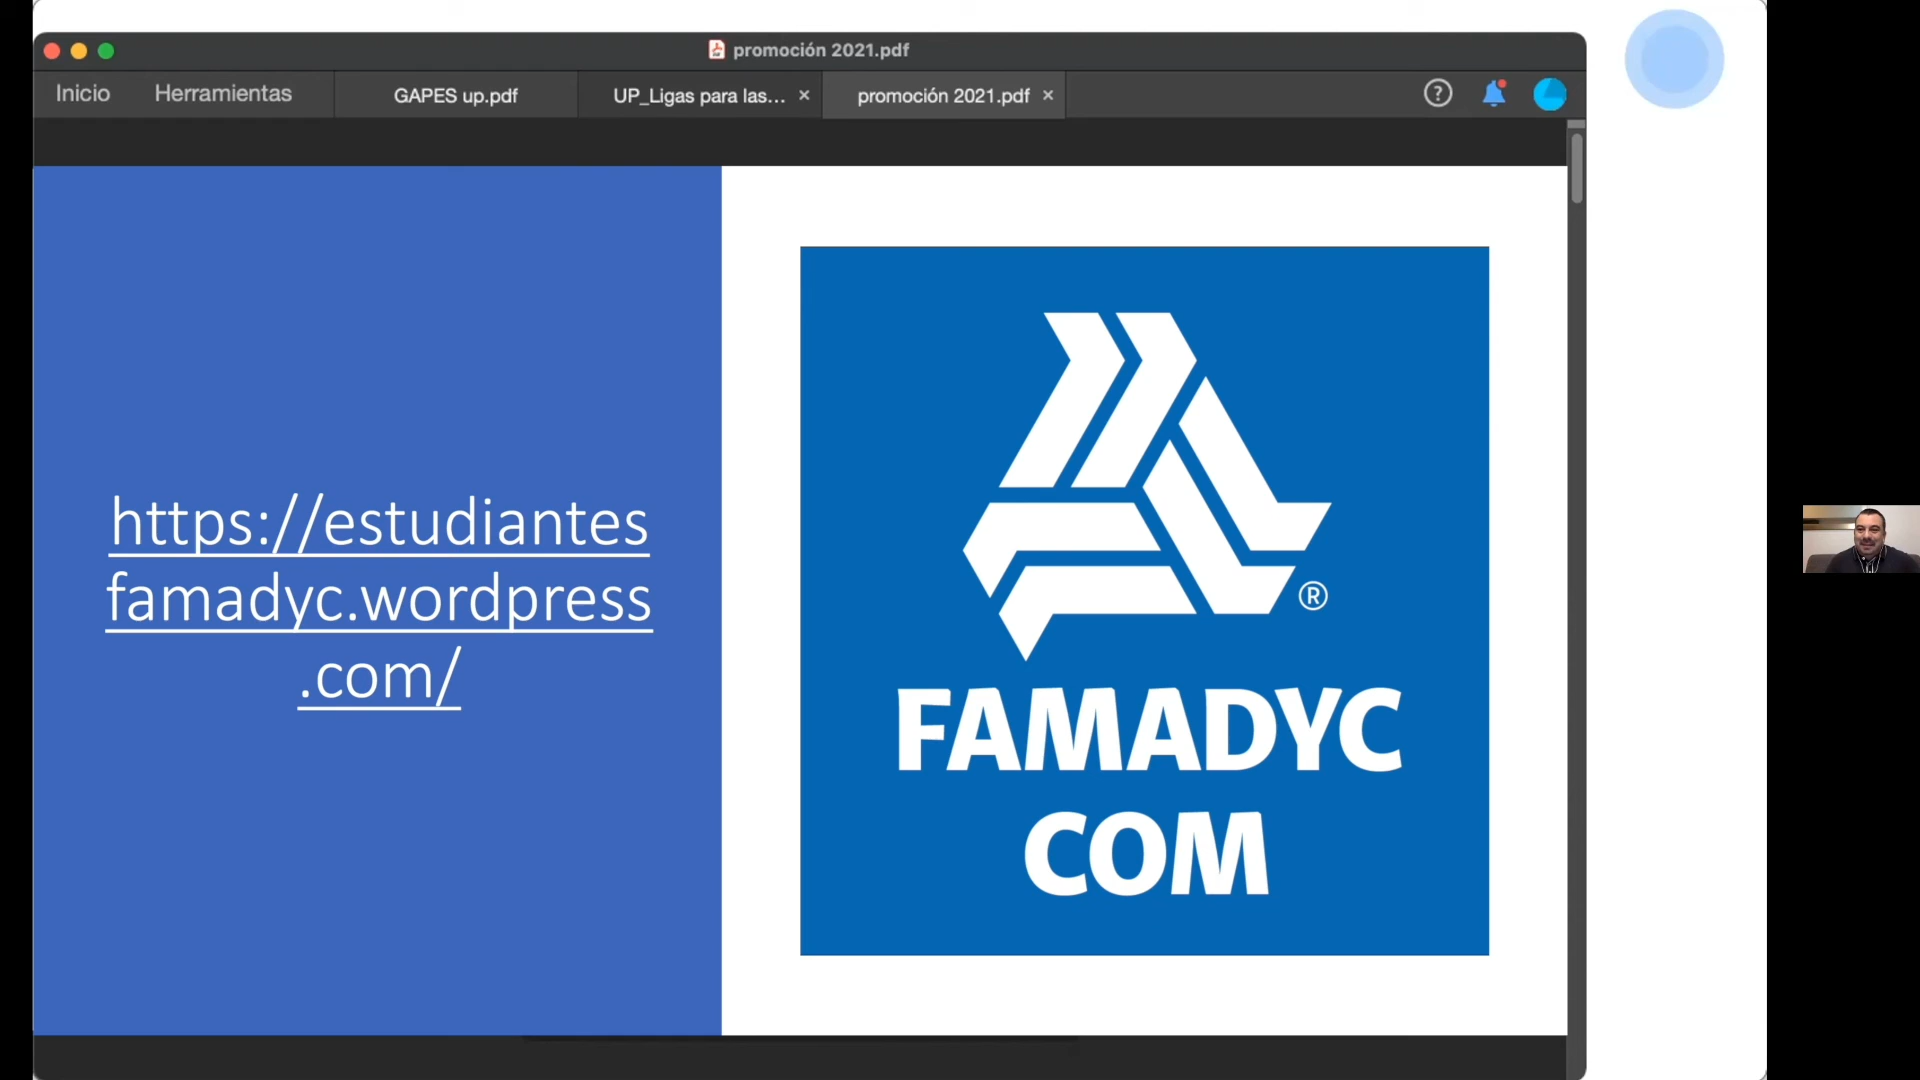 promoción 2021.pdf
Inicio
Herramientas
GAPES up.pdf
UP_Ligas para las...
promoción 2021.pdf
https://estudiantes
famadyc.wordpress
.com/
®
FAMADYC
COM